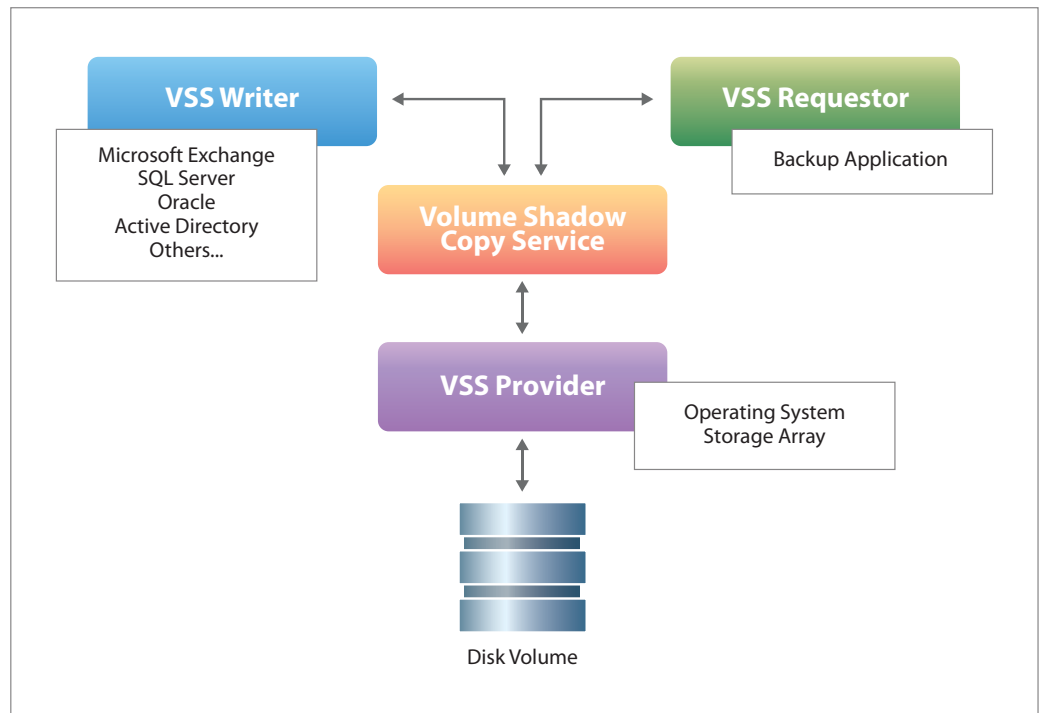 VSS Writer
Microsoft Exchange
SQL Server
Oracle
Active Directory
Others...
VSS Requestor
Backup Application
Volume Shadow
Copy Service
VSS Provider
Operating System
Storage Array
Disk Volume